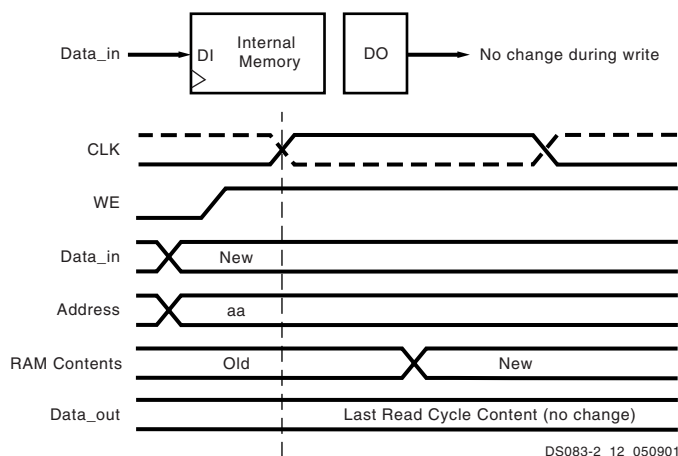 Data_in DI Internal Memory DO No change during write
CLK
WE
Data_in New
Address aa
RAM Contents Old New
Data_out Last Read Cycle Content (no change)
DS083-2_12_050901